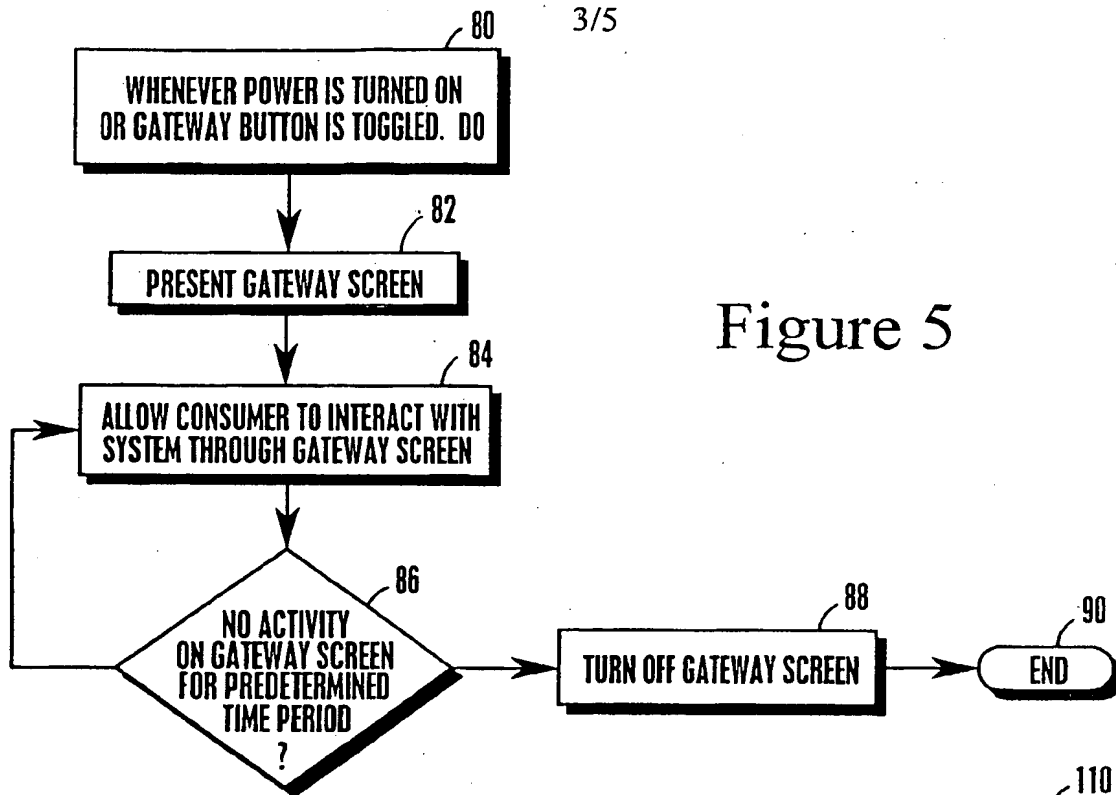 3/5
80
WHENEVER POWER IS TURNED ON
OR GATEWAY BUTTON IS TOGGLED. DO
82
PRESENT GATEWAY SCREEN
Figure 5
84
ALLOW CONSUMER TO INTERACT WITH
SYSTEM THROUGH GATEWAY SCREEN
86
NO ACTIVITY
ON GATEWAY SCREEN
FOR PREDETERMINED
TIME PERIOD
?
88
TURN OFF GATEWAY SCREEN
90
END
110